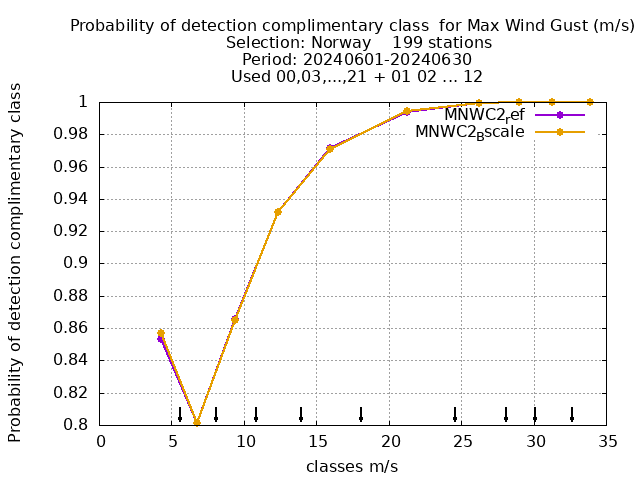 Probability of detection complimentary class  for Max Wind Gust (m/s)
Selection: Norway    199 stations
Period: 20240601-20240630
Used 00,03,...,21 + 01 02 ... 12
Probability of detection complimentary class
1
0.98
0.96
0.94
0.92
0.9
0.88
0.86
0.84
0.82
0.8
MNWC2ref
MNWC2Bscale
0 5 10 15 20 25 30 35
classes m/s